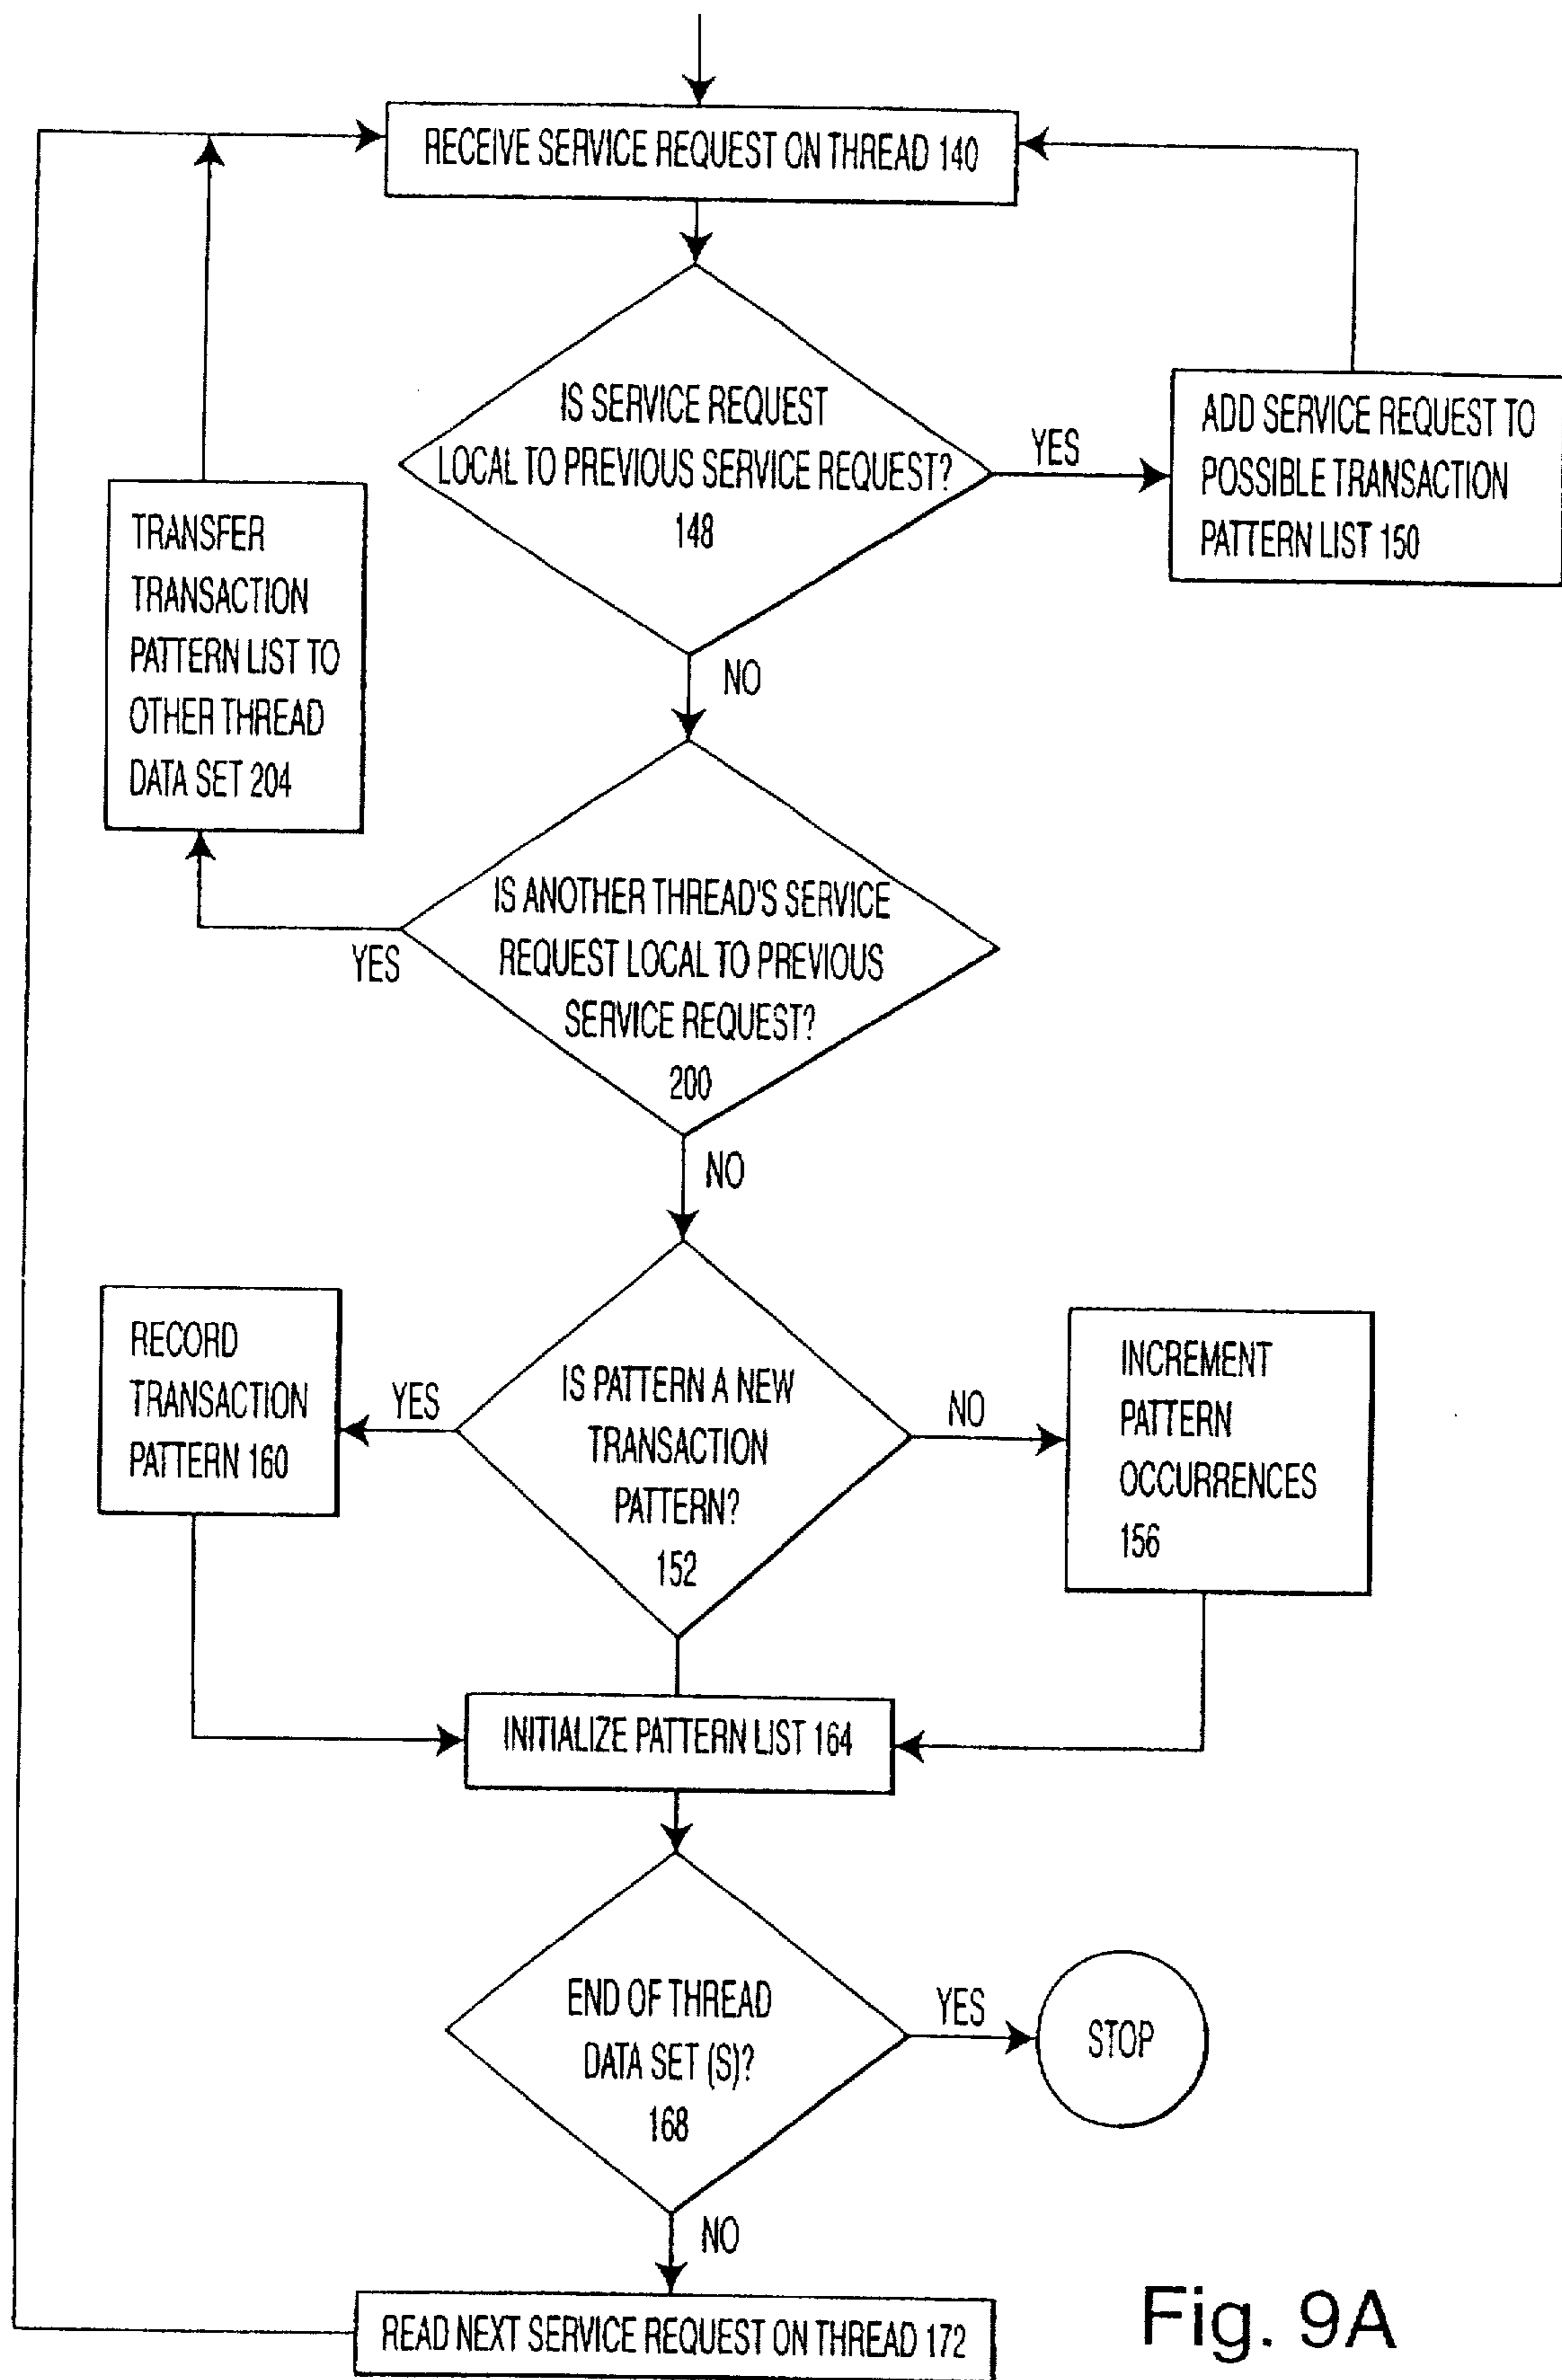 RECEIVE SERVICE REQUEST ON THREAD 140
IS SERVICE REQUEST
LOCAL TO PREVIOUS SERVICE REQUEST?
148
YES
ADD SERVICE REQUEST TO
POSSIBLE TRANSACTION
PATTERN LIST 150
TRANSFER
TRANSACTION
PATTERN LIST TO
OTHER THREAD
DATA SET 204
NO
IS ANOTHER THREAD'S SERVICE
REQUEST LOCAL TO PREVIOUS
SERVICE REQUEST?
200
YES
NO
RECORD
TRANSACTION
PATTERN 160
YES
IS PATTERN A NEW
TRANSACTION
PATTERN?
152
NO
INCREMENT
PATTERN
OCCURRENCES
156
INITIALIZE PATTERN LIST 164
END OF THREAD
DATA SET (S)?
168
YES
STOP
NO
READ NEXT SERVICE REQUEST ON THREAD 172
Fig. 9A